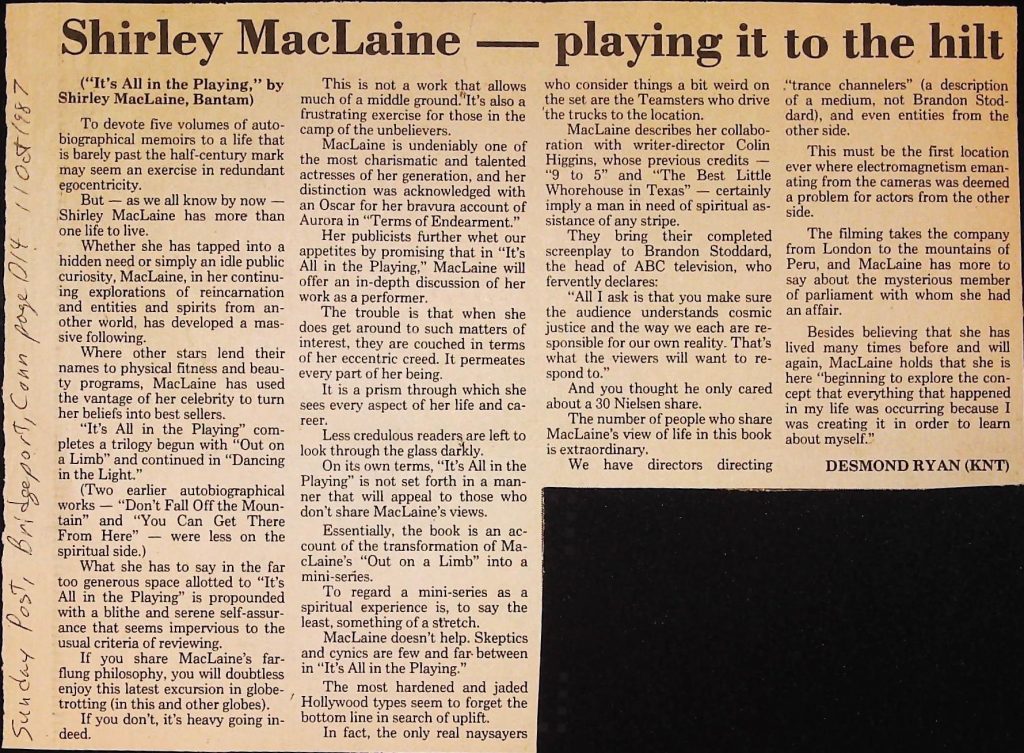 Shirley MacLaine — playing it to the hilt
("It's All in the Playing," by
Shirley MacLaine, Bantam)
To devote five volumes of auto-
biographical memoirs to a life that
is barely past the half-century mark
may seem an exercise in redundant
egocentricity.
But — as we all know by now —
Shirley MacLaine has more than
one life to live.
Whether she has tapped into a
hidden need or simply an idle public
curiosity, MacLaine, in her continu-
ing explorations of reincarnation
and entities and spirits from an-
other world, has developed a mas-
sive following.
Where other stars lend their
names to physical fitness and beau-
ty programs, MacLaine has used
the vantage of her celebrity to turn
her beliefs into best sellers.
"It's All in the Playing" com-
pletes a trilogy begun with "Out on
a Limb" and continued in "Dancing
in the Light."
(Two earlier autobiographical
works — "Don't Fall Off the Moun-
tain" and "You Can Get There
From Here" — were less on the
spiritual side.)
What she has to say in the far
too generous space allotted to "It's
All in the Playing" is propounded
with a blithe and serene self-assur-
ance that seems impervious to the
usual criteria of reviewing.
If you share MacLaine's far-
flung philosophy, you will doubtless
enjoy this latest excursion in globe-
trotting (in this and other globes).
If you don't, it's heavy going in-
deed.
This is not a work that allows
much of a middle ground. It's also a
frustrating exercise for those in the
camp of the unbelievers.
MacLaine is undeniably one of
the most charismatic and talented
actresses of her generation, and her
distinction was acknowledged with
an Oscar for her bravura account of
Aurora in "Terms of Endearment."
Her publicists further whet our
appetites by promising that in "It's
All in the Playing," MacLaine will
offer an in-depth discussion of her
work as a performer.
The trouble is that when she
does get around to such matters of
interest, they are couched in terms
of her eccentric creed. It permeates
every part of her being.
It is a prism through which she
sees every aspect of her life and ca-
reer.
Less credulous readers are left to
look through the glass darkly.
On its own terms, "It's All in the
Playing" is not set forth in a man-
ner that will appeal to those who
don't share MacLaine's views.
Essentially, the book is an ac-
count of the transformation of Ma-
cLaine's "Out on a Limb" into a
mini-series.
To regard a mini-series as a
spiritual experience is, to say the
least, something of a stretch.
MacLaine doesn't help. Skeptics
and cynics are few and far between
in "It's All in the Playing."
The most hardened and jaded
Hollywood types seem to forget the
bottom line in search of uplift.
In fact, the only real naysayers
who consider things a bit weird on
the set are the Teamsters who drive
the trucks to the location.
MacLaine describes her collabo-
ration with writer-director Colin
Higgins, whose previous credits —
"9 to 5" and "The Best Little
Whorehouse in Texas" — certainly
imply a man in need of spiritual as-
sistance of any stripe.
They bring their completed
screenplay to Brandon Stoddard,
the head of ABC television, who
fervently declares:
"All I ask is that you make sure
the audience understands cosmic
justice and the way we each are re-
sponsible for our own reality. That's
what the viewers will want to re-
spond to."
And you thought he only cared
about a 30 Nielsen share.
The number of people who share
MacLaine's view of life in this book
is extraordinary.
We have directors directing
"trance channelers" (a description
of a medium, not Brandon Stod-
dard), and even entities from the
other side.
This must be the first location
ever where electromagnetism eman-
ating from the cameras was deemed
a problem for actors from the other
side.
The filming takes the company
from London to the mountains of
Peru, and MacLaine has more to
say about the mysterious member
of parliament with whom she had
an affair.
Besides believing that she has
lived many times before and will
again, MacLaine holds that she is
here "beginning to explore the con-
cept that everything that happened
in my life was occurring because I
was creating it in order to learn
about myself."
DESMOND RYAN (KNT)
Sunday Post, Bridgeport, Conn page D14 11 Oct 1987